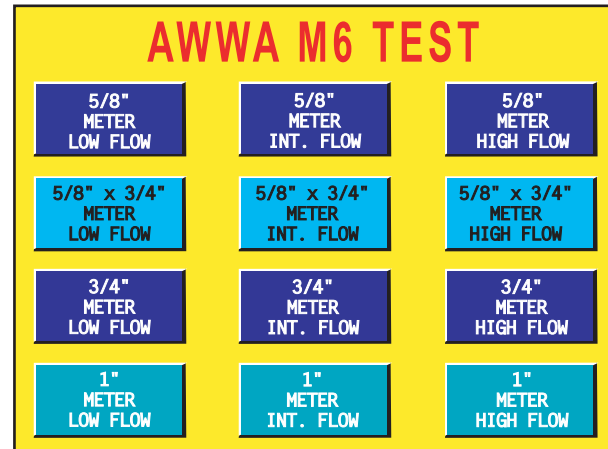 AWWA M6 TEST
5/8"
METER
LOW FLOW
5/8"
METER
INT. FLOW
5/8"
METER
HIGH FLOW
5/8" x 3/4"
METER
LOW FLOW
5/8" x 3/4"
METER
INT. FLOW
5/8" x 3/4"
METER
HIGH FLOW
3/4"
METER
LOW FLOW
3/4"
METER
INT. FLOW
3/4"
METER
HIGH FLOW
1"
METER
LOW FLOW
1"
METER
INT. FLOW
1"
METER
HIGH FLOW